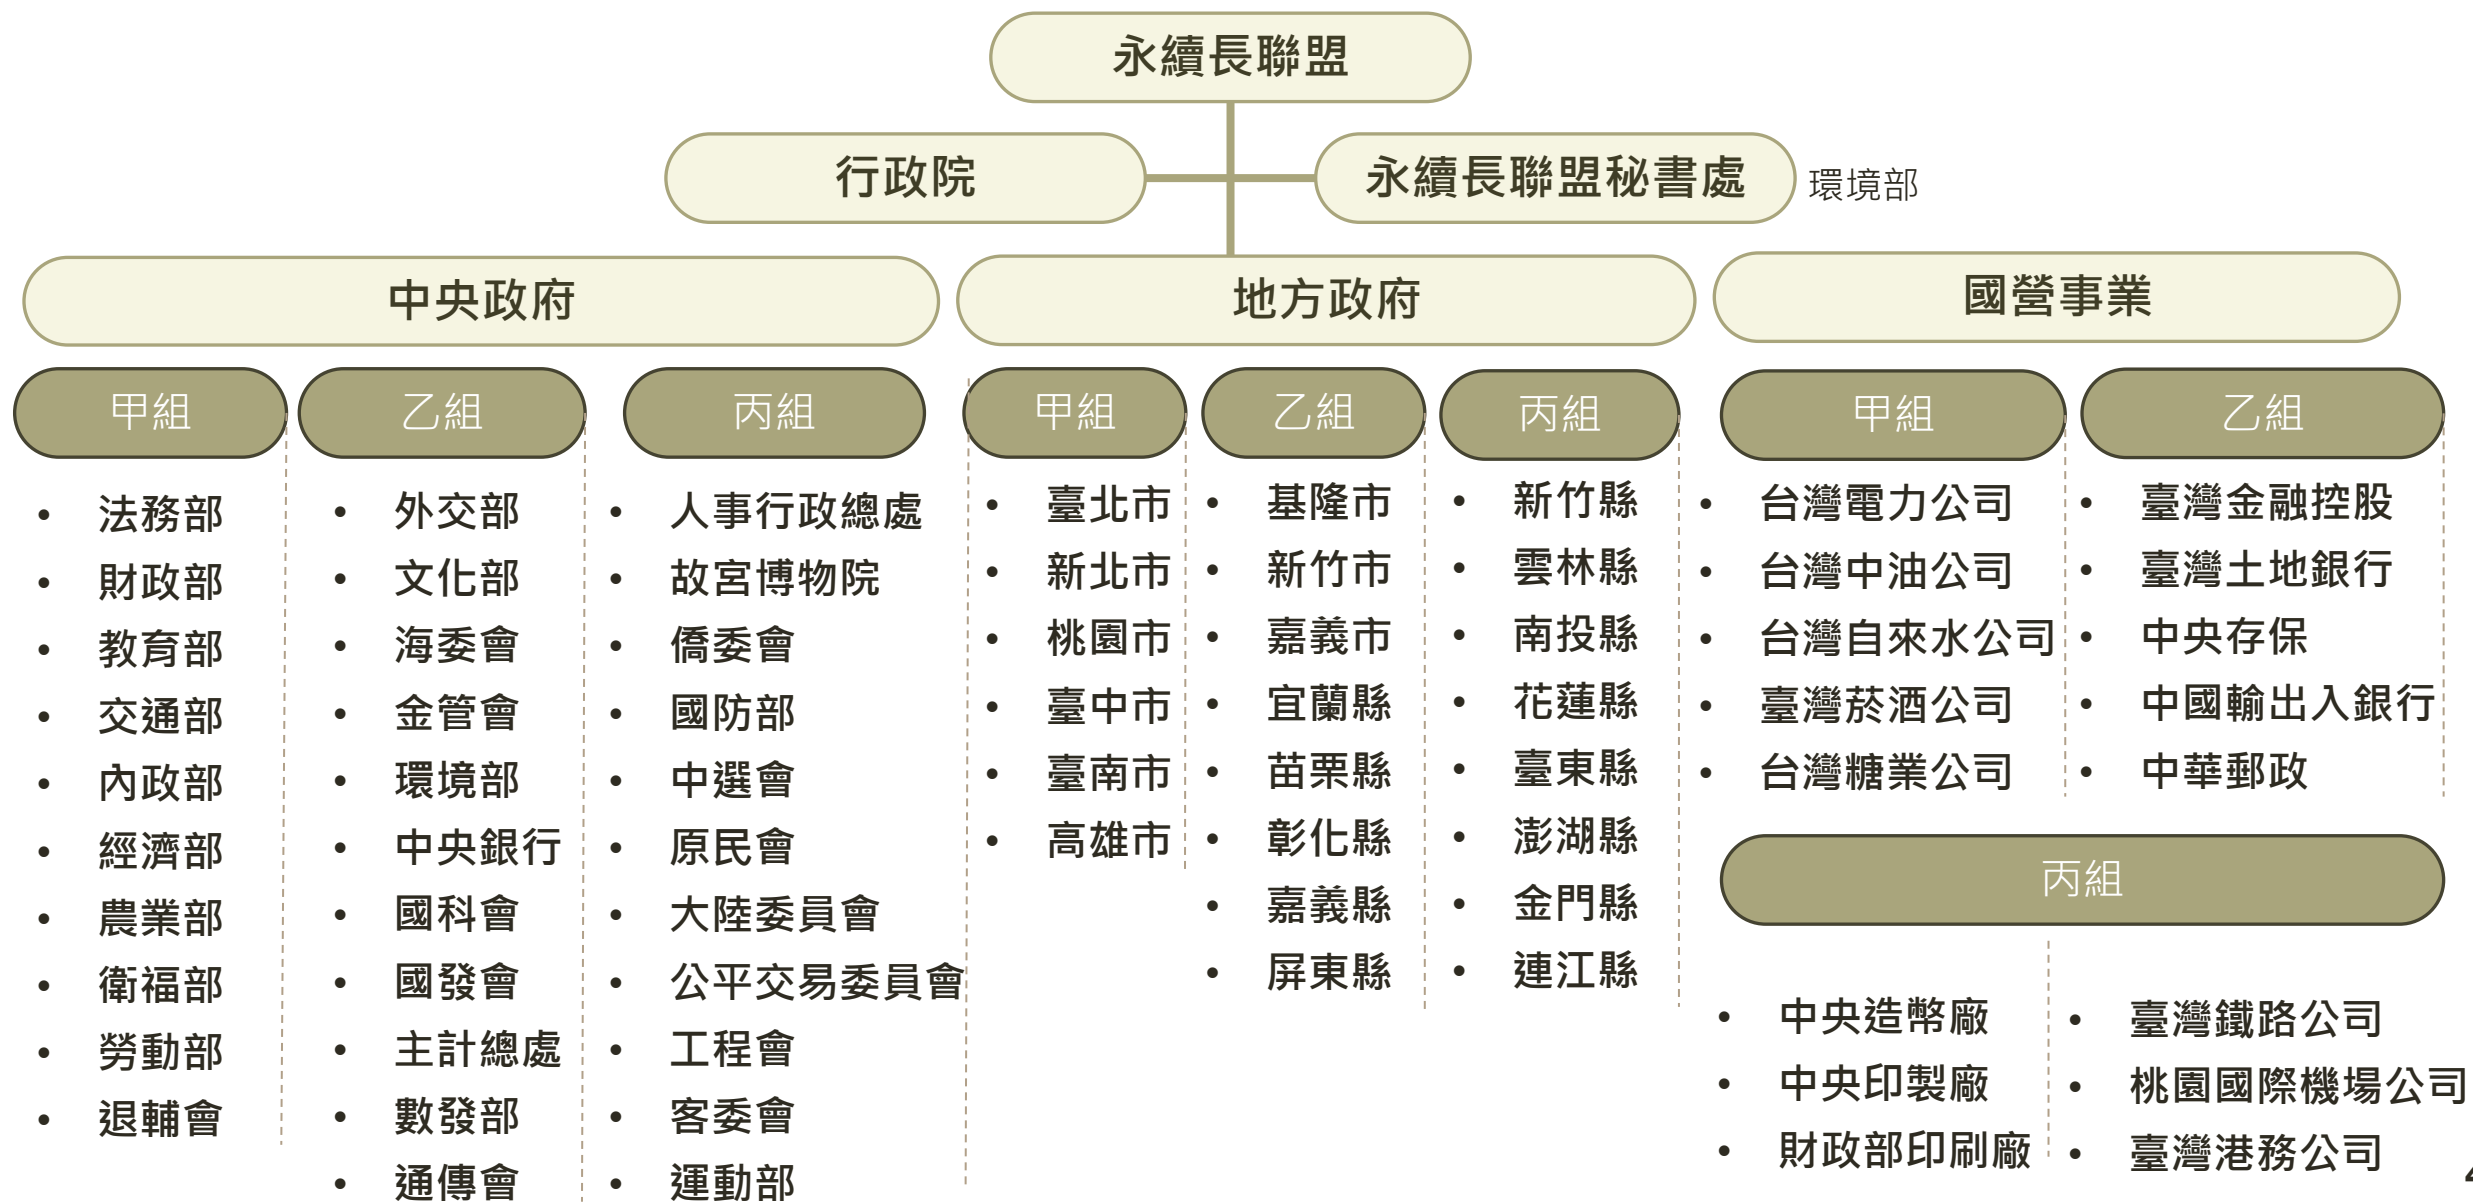 永續長聯盟
行政院
永續長聯盟秘書處
環境部
中央政府
甲組
法務部
財政部
教育部
交通部
內政部
經濟部
農業部
衛福部
勞動部
退輔會
乙組
外交部
文化部
海委會
金管會
環境部
中央銀行
國科會
國發會
主計總處
數發部
通傳會
丙組
人事行政總處
故宮博物院
僑委會
國防部
中選會
原民會
大陸委員會
公平交易委員會
工程會
客委會
運動部
地方政府
甲組
臺北市
新北市
桃園市
臺中市
臺南市
高雄市
乙組
基隆市
新竹市
嘉義市
宜蘭縣
苗栗縣
彰化縣
嘉義縣
屏東縣
丙組
新竹縣
雲林縣
南投縣
花蓮縣
臺東縣
澎湖縣
金門縣
連江縣
國營事業
甲組
台灣電力公司
台灣中油公司
台灣自來水公司
臺灣菸酒公司
台灣糖業公司
乙組
臺灣金融控股
臺灣土地銀行
中央存保
中國輸出入銀行
中華郵政
丙組
中央造幣廠
中央印製廠
財政部印刷廠
臺灣鐵路公司
桃園國際機場公司
臺灣港務公司